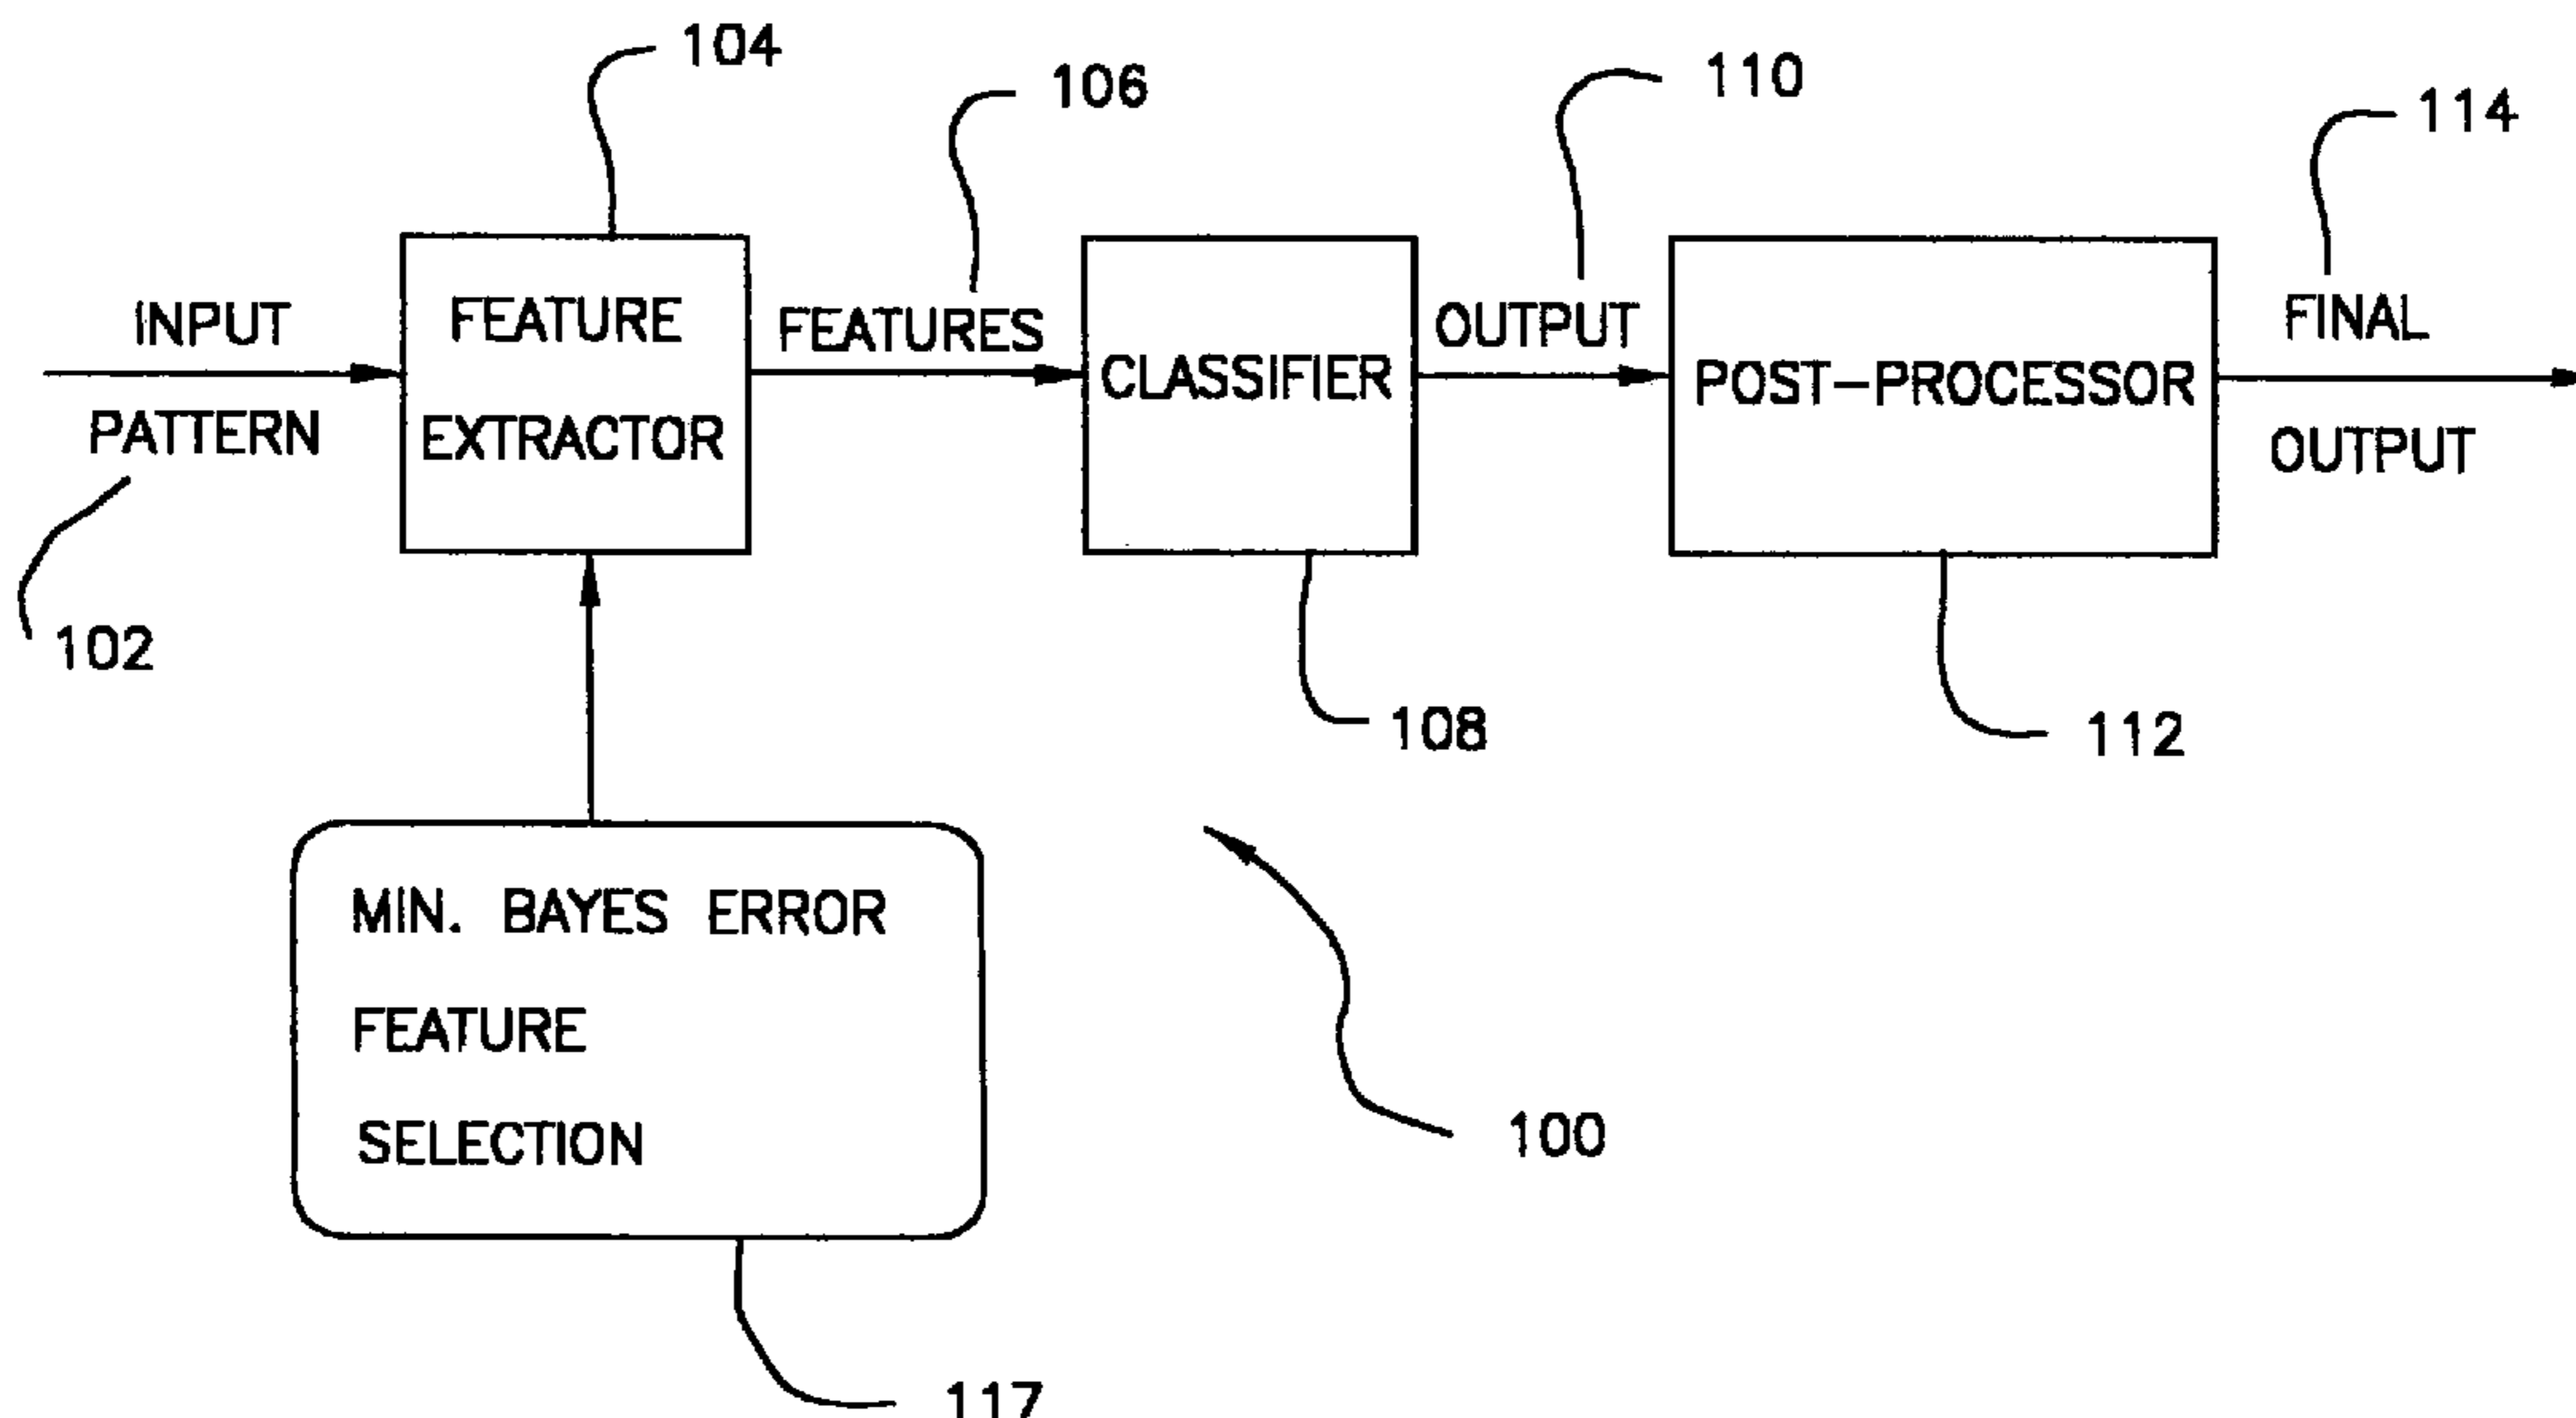 104
106
110
114
INPUT
PATTERN
102
FEATURE
EXTRACTOR
FEATURES
CLASSIFIER
108
OUTPUT
POST-PROCESSOR
112
FINAL
OUTPUT
MIN. BAYES ERROR
FEATURE
SELECTION
100
117